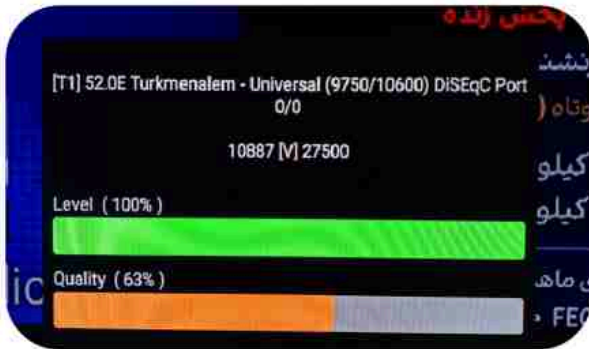 پخش زنده
[T1] 52.0E Turkmenalem - Universal (9750/10600) DiSEqC Port
0/0
10887 [V] 27500
کیلو
Level (100%)
کیلو
Quality (63%)
FEC